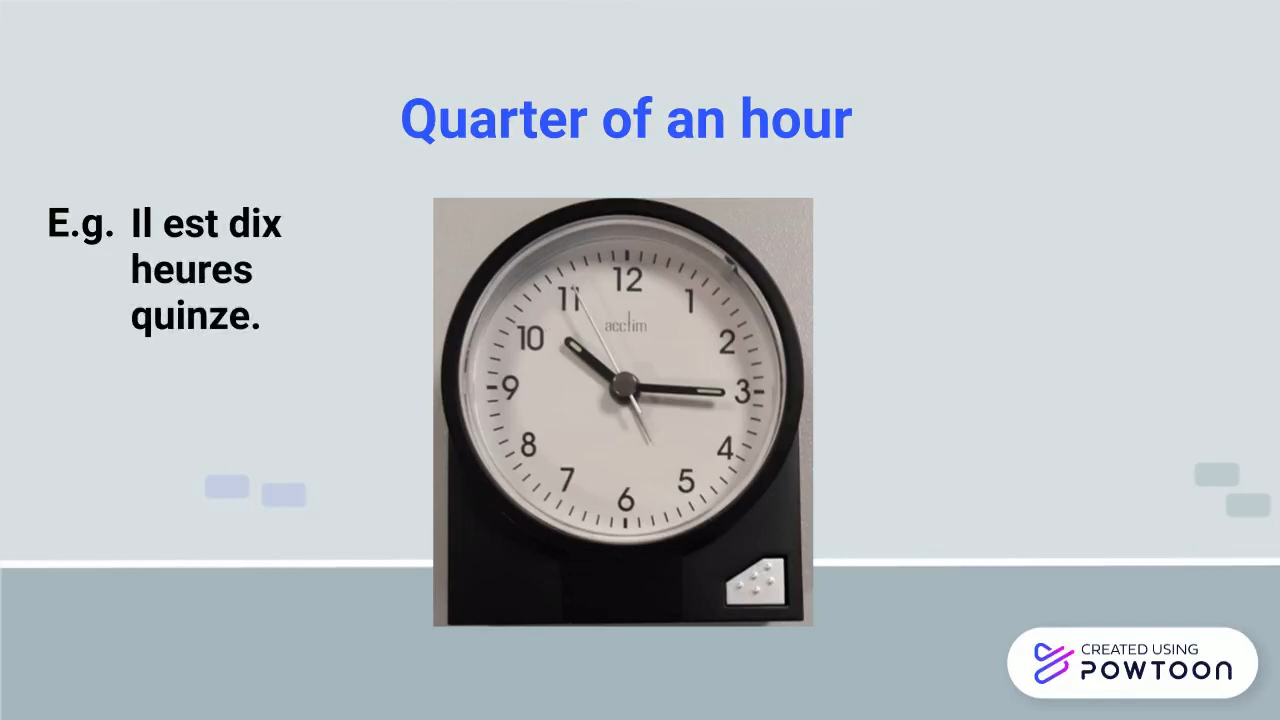 Quarter of an hour
E.g. Il est dix
heures
quinze.
12
11
1
acctim
10
2
9
3
8
4
7
5
6
CREATED USING
POWTOON